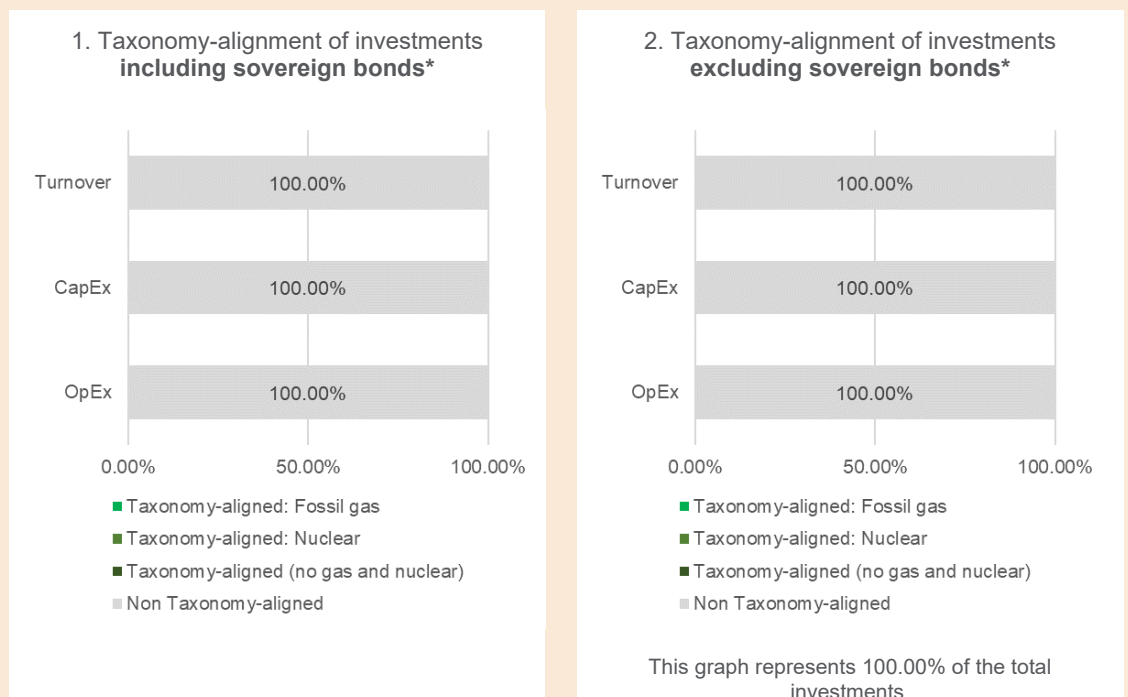 1. Taxonomy-alignment of investments
including sovereign bonds*
Turnover
100.00%
CapEx
100.00%
OpEx
100.00%
0.00% 50.00% 100.00%
Taxonomy-aligned: Fossil gas
Taxonomy-aligned: Nuclear
Taxonomy-aligned (no gas and nuclear)
Non Taxonomy-aligned
2. Taxonomy-alignment of investments
excluding sovereign bonds*
Turnover
100.00%
CapEx
100.00%
OpEx
100.00%
0.00% 50.00% 100.00%
Taxonomy-aligned: Fossil gas
Taxonomy-aligned: Nuclear
Taxonomy-aligned (no gas and nuclear)
Non Taxonomy-aligned
This graph represents 100.00% of the total
investments